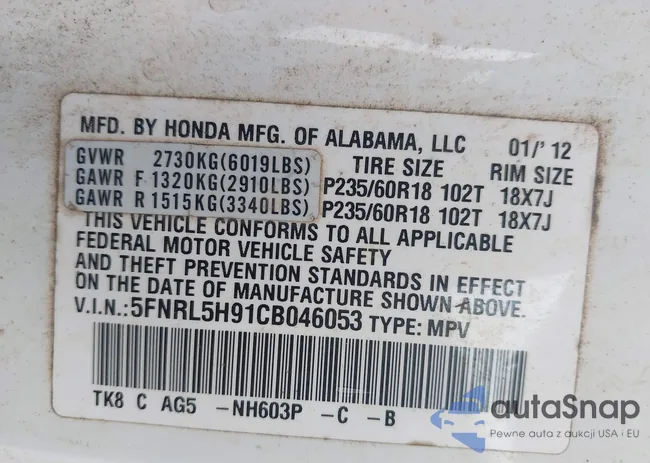 MFD. BY HONDA MFG. OF ALABAMA, LLC 01/'12
GVWR 2730KG(6019LBS) TIRE SIZE RIM SIZE
GAWR F 1320KG(2910LBS) P235/60R18 102T 18X7J
GAWR R 1515KG(3340LBS) P235/60R18 102T 18X7J
THIS VEHICLE CONFORMS TO ALL APPLICABLE
FEDERAL MOTOR VEHICLE SAFETY
AND THEFT PREVENTION STANDARDS IN EFFECT
ON THE DATE OF MANUFACTURE SHOWN ABOVE.
V.I.N.:5FNRL5H91CB046053 TYPE: MPV
TK8 C AG5 -NH603P -C -B
autaSnap
Pewne auta z aukcji USA i EU